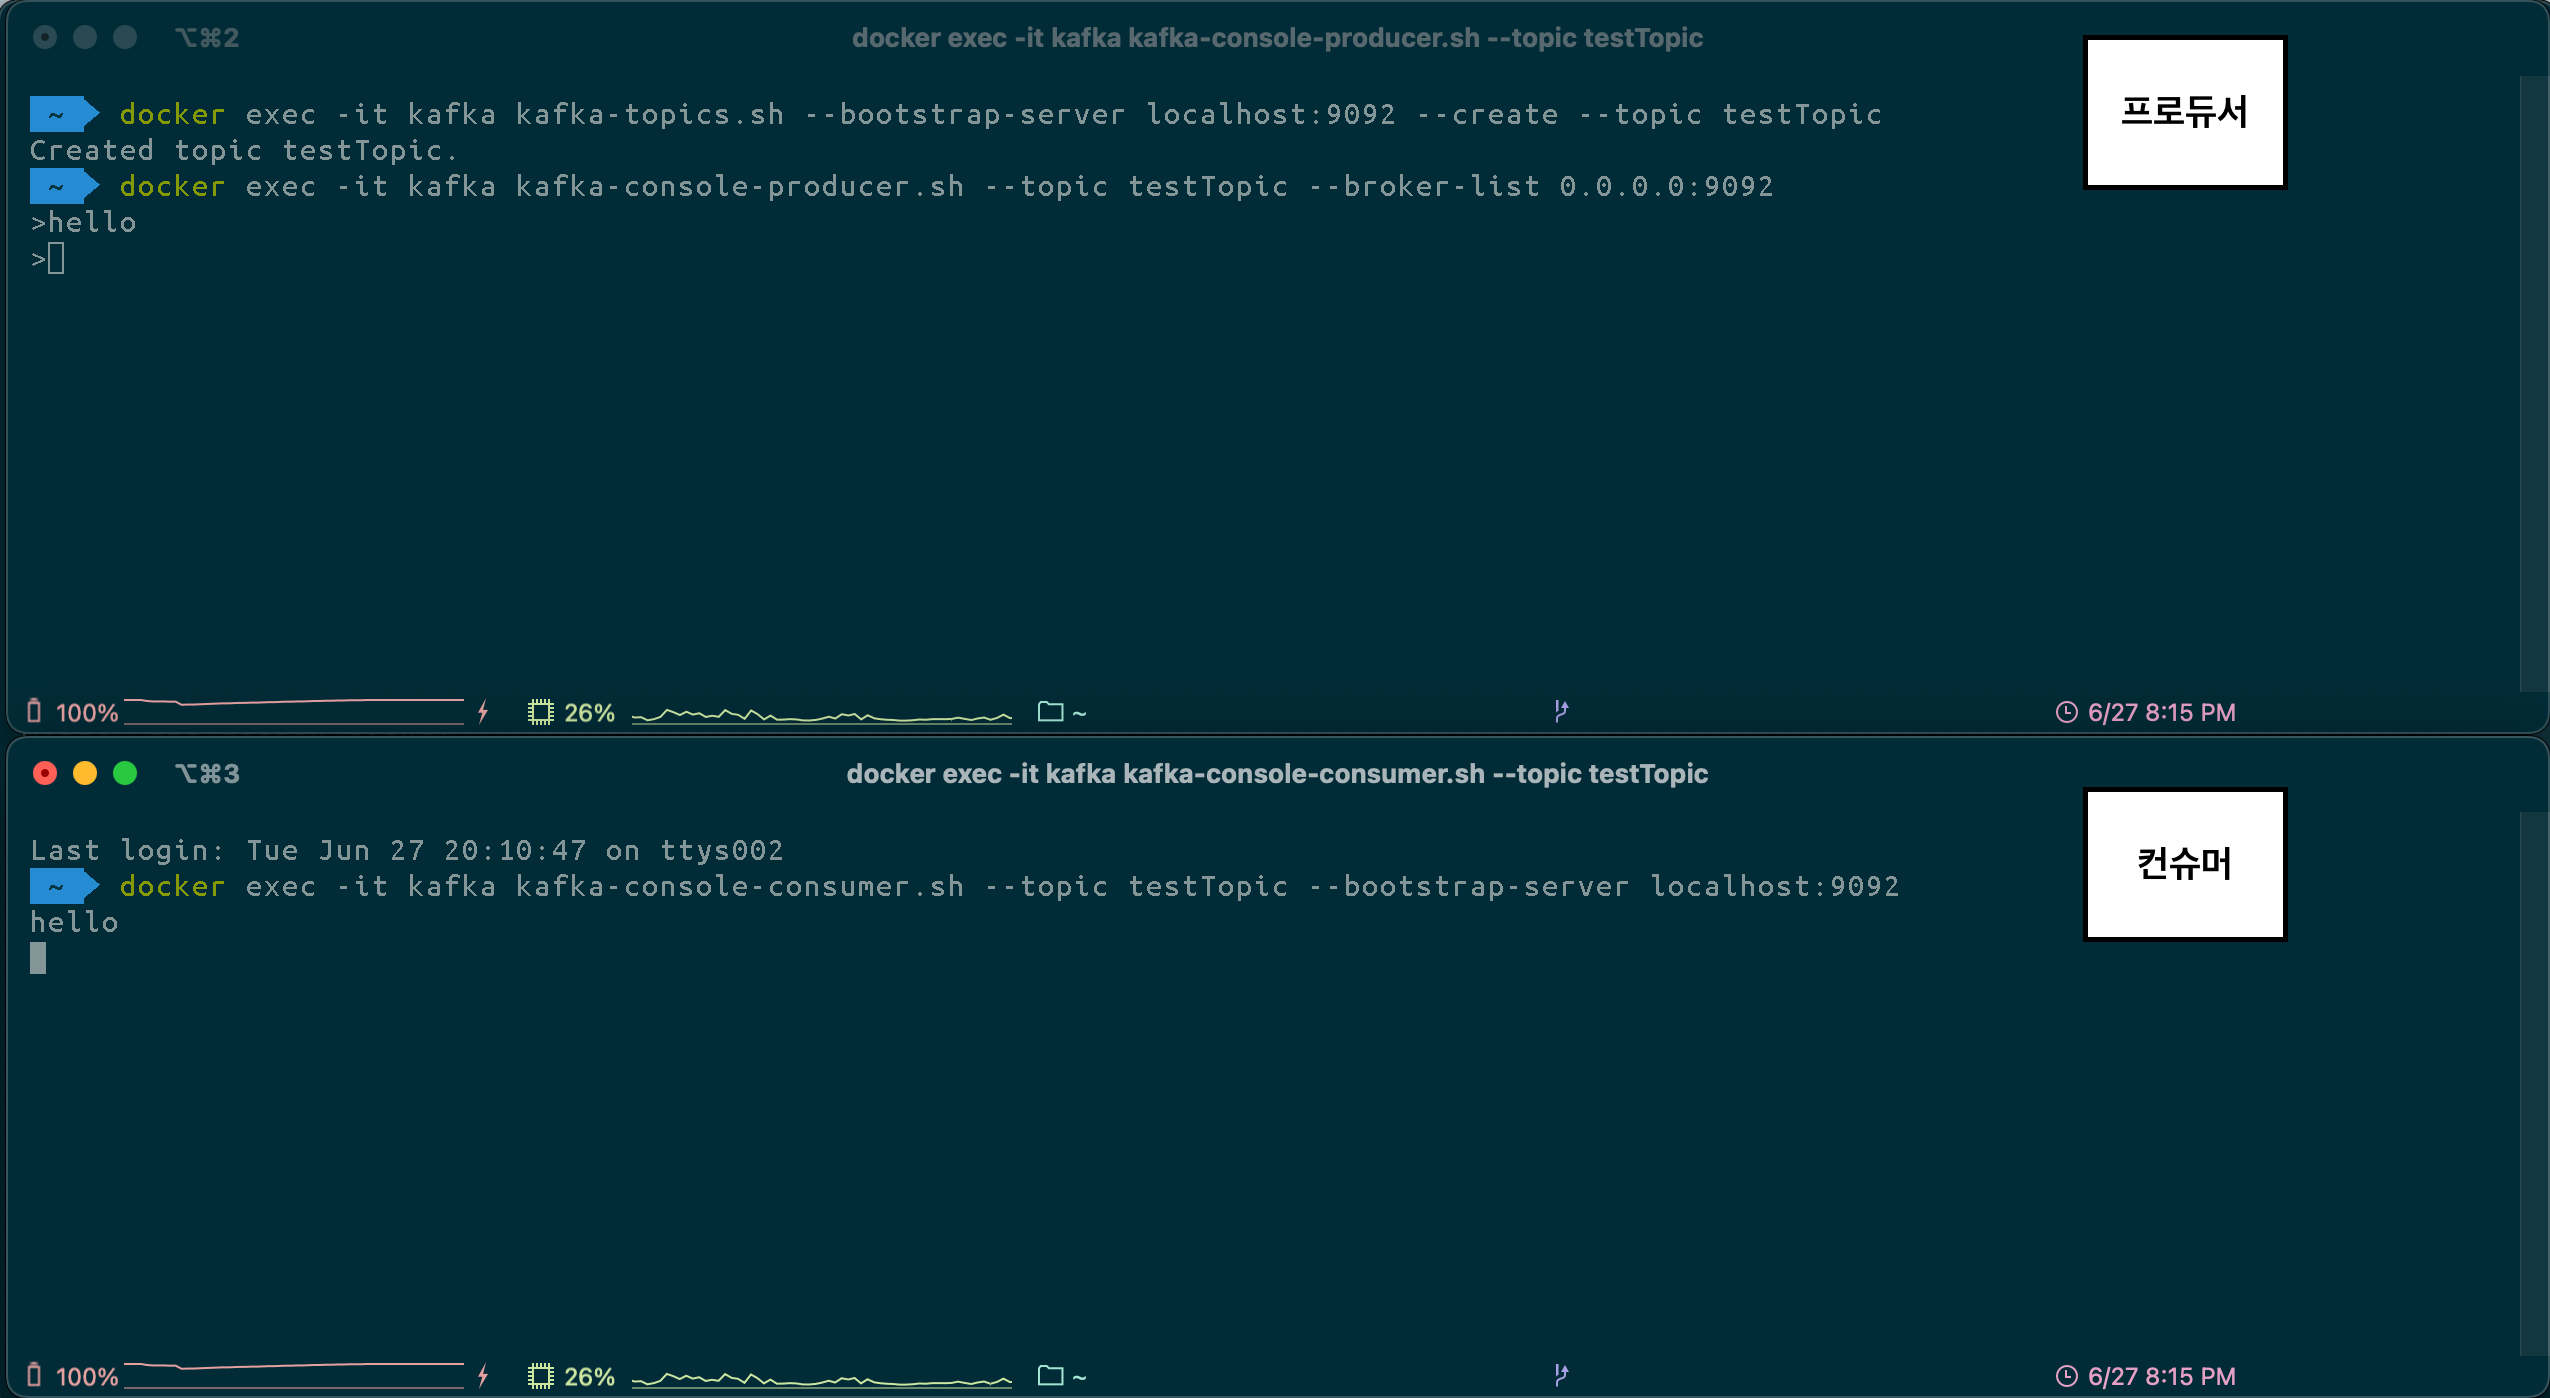 ⌥⌘2 docker exec -it kafka kafka-console-producer.sh --topic testTopic
~ docker exec -it kafka kafka-topics.sh --bootstrap-server localhost:9092 --create --topic testTopic
프로듀서
Created topic testTopic.
~ docker exec -it kafka kafka-console-producer.sh --topic testTopic --broker-list 0.0.0.0:9092
>hello
>
100% 26% ~ 6/27 8:15 PM
⌥⌘3 docker exec -it kafka kafka-console-consumer.sh --topic testTopic
Last login: Tue Jun 27 20:10:47 on ttys002
컨슈머
~ docker exec -it kafka kafka-console-consumer.sh --topic testTopic --bootstrap-server localhost:9092
hello
100% 26% ~ 6/27 8:15 PM